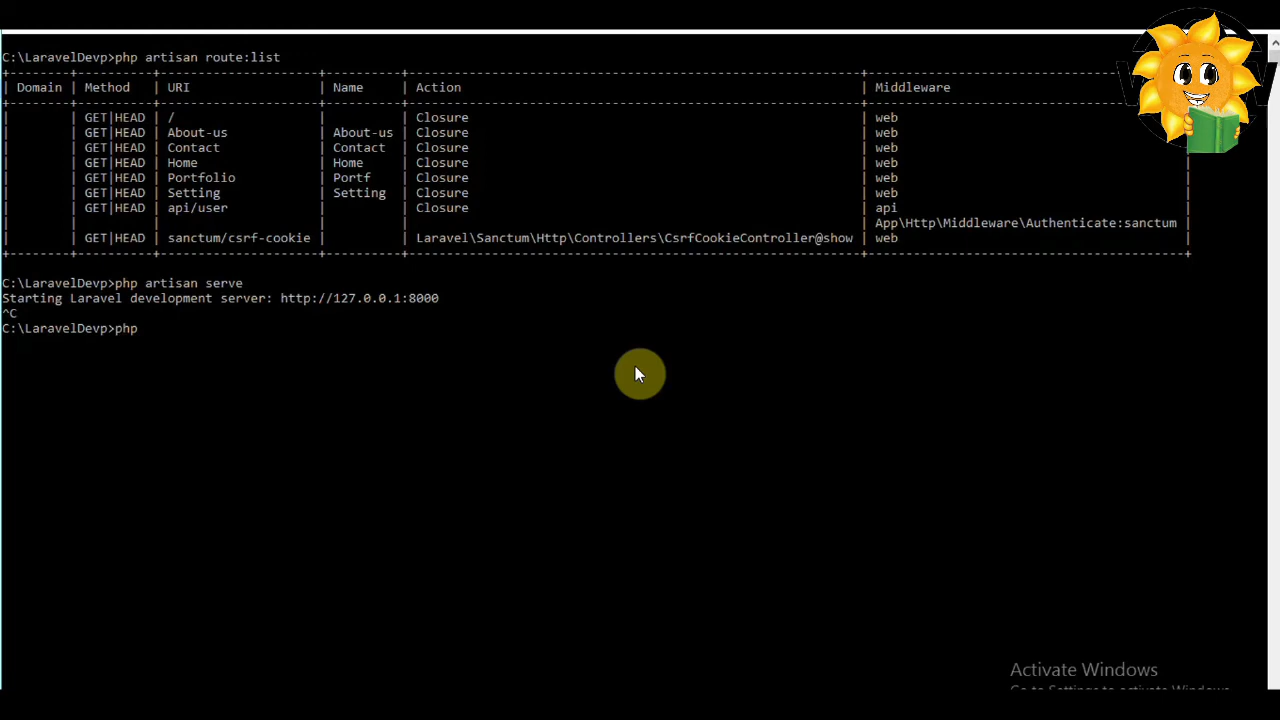 C:\LaravelDevp>php artisan route:list
| Domain | Method | URI | Name | Action | Middleware
| | GET|HEAD | / | | Closure | web
| | GET|HEAD | About-us | About-us | Closure | web
| | GET|HEAD | Contact | Contact | Closure | web
| | GET|HEAD | Home | Home | Closure | web |
| | GET|HEAD | Portfolio | Portf | Closure | web |
| | GET|HEAD | Setting | Setting | Closure | web |
| | GET|HEAD | api/user | | Closure | api |
| | | | | | App\Http\Middleware\Authenticate:sanctum |
| | GET|HEAD | sanctum/csrf-cookie | | Laravel\Sanctum\Http\Controllers\CsrfCookieController@show | web |
C:\LaravelDevp>php artisan serve
Starting Laravel development server: http://127.0.0.1:8000
^C
C:\LaravelDevp>php
Activate Windows
Go to Settings to activate Windows.